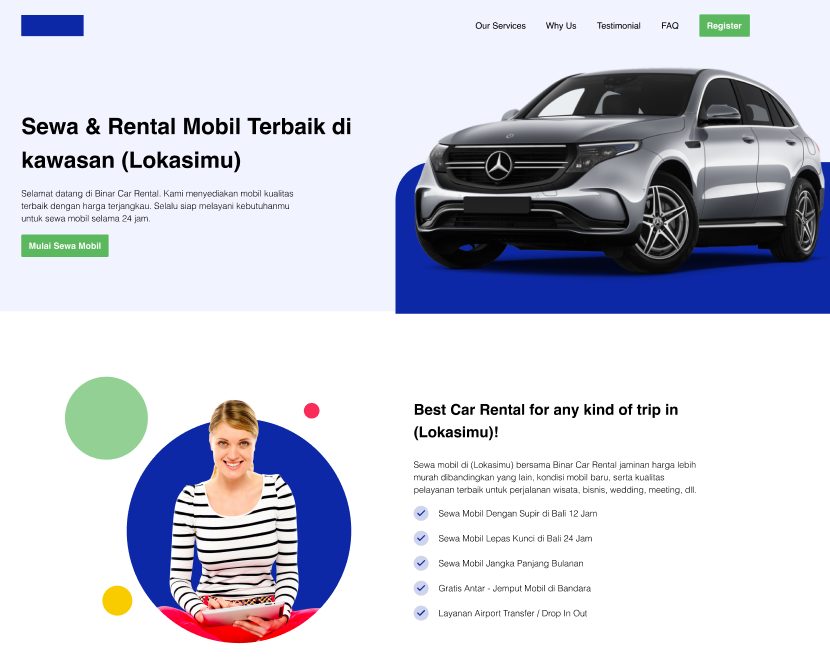 Our Services Why Us Testimonial FAQ Register
Sewa & Rental Mobil Terbaik di
kawasan (Lokasimu)
Selamat datang di Binar Car Rental. Kami menyediakan mobil kualitas
terbaik dengan harga terjangkau. Selalu siap melayani kebutuhanmu
untuk sewa mobil selama 24 jam.
Mulai Sewa Mobil
Best Car Rental for any kind of trip in
(Lokasimu)!
Sewa mobil di (Lokasimu) bersama Binar Car Rental jaminan harga lebih
murah dibandingkan yang lain, kondisi mobil baru, serta kualitas
pelayanan terbaik untuk perjalanan wisata, bisnis, wedding, meeting, dll.
Sewa Mobil Dengan Supir di Bali 12 Jam
Sewa Mobil Lepas Kunci di Bali 24 Jam
Sewa Mobil Jangka Panjang Bulanan
Gratis Antar - Jemput Mobil di Bandara
Layanan Airport Transfer / Drop In Out